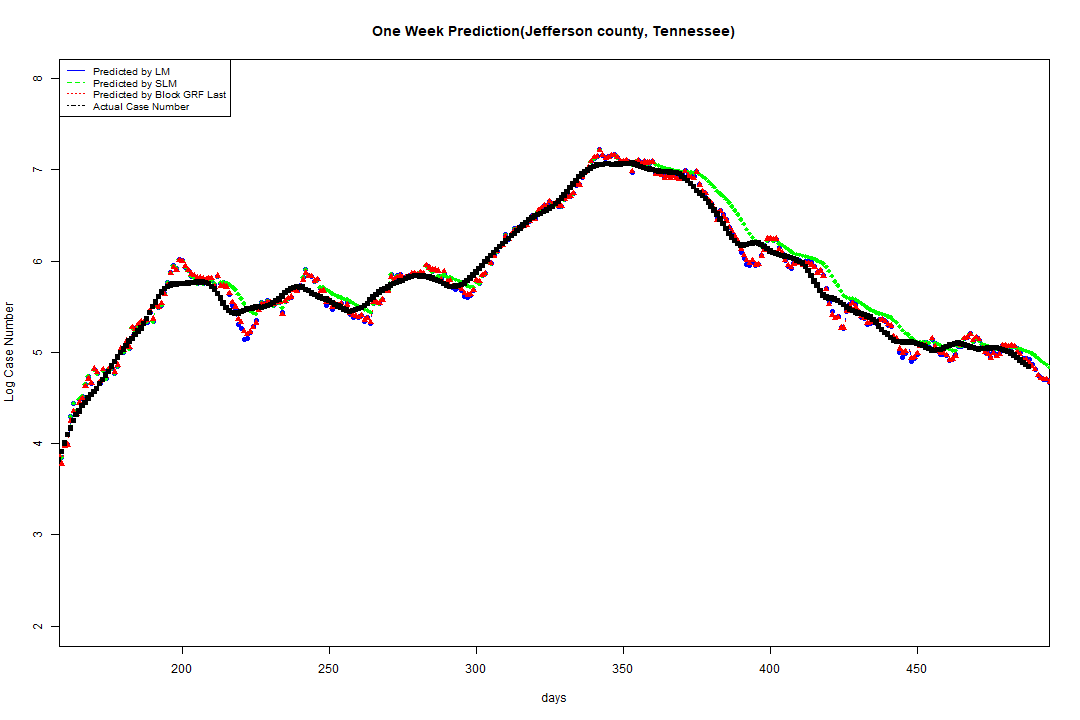 One Week Prediction(Jefferson county, Tennessee)
Predicted by LM
Predicted by SLM
Predicted by Block GRF Last
Actual Case Number
8
7
6
5
4
3
2
Log Case Number
200 250 300 350 400 450
days